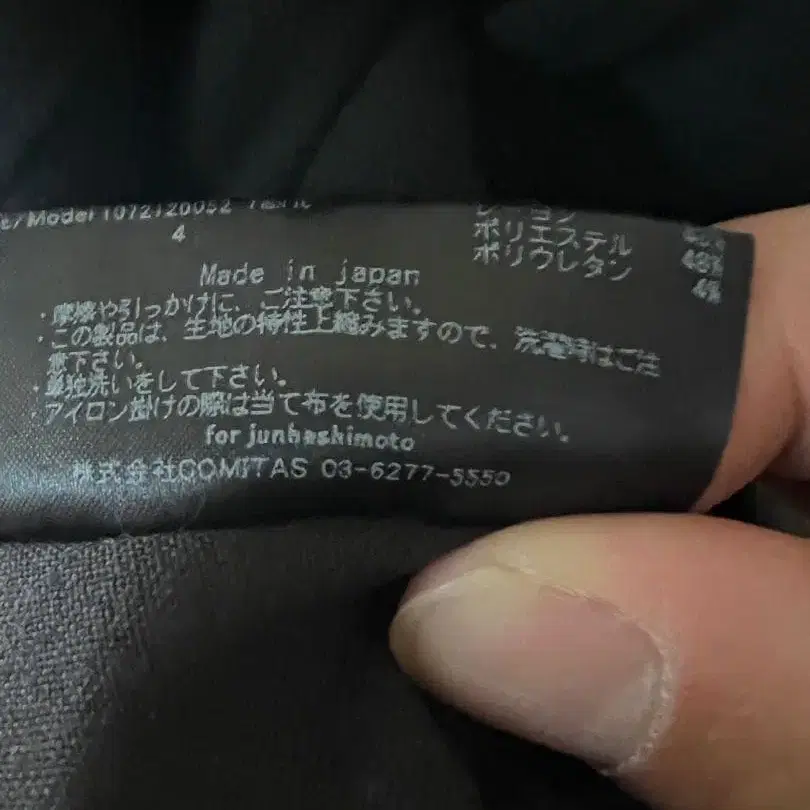 /Model 1072120052
4
ポリエステル 48%
ポリウレタン 4%
Made in japan
・摩擦や引っかけに、ご注意下さい。
・この製品は、生地の特性上縮みますので、洗濯時はご注
意下さい。
・単独洗いをして下さい。
・アイロン掛けの際は当て布を使用してください。
for junhashimoto
株式会社COMITAS 03-6277-5550